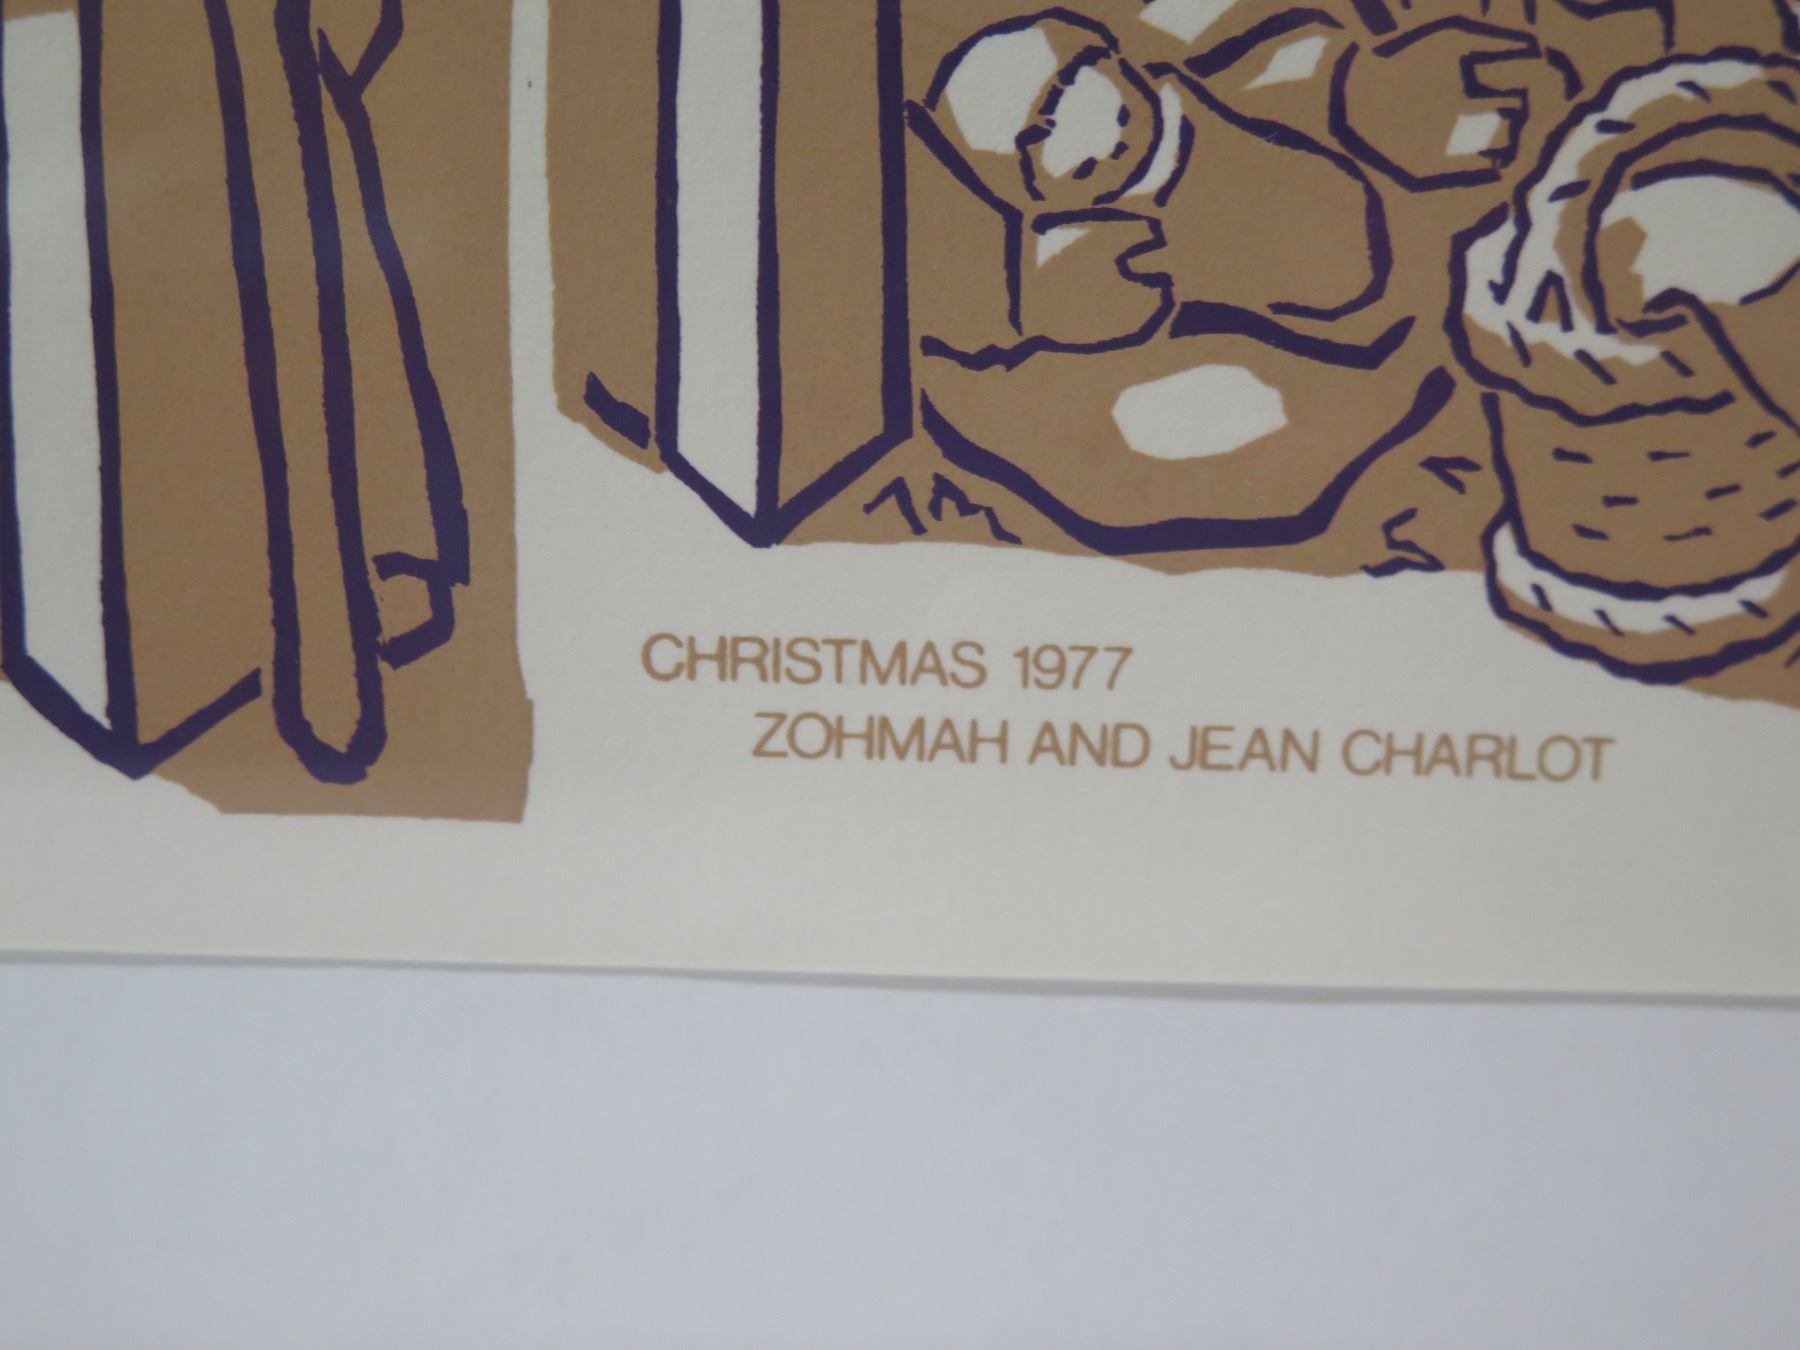 CHRISTMAS 1977
ZOHMAH AND JEAN CHARLOT